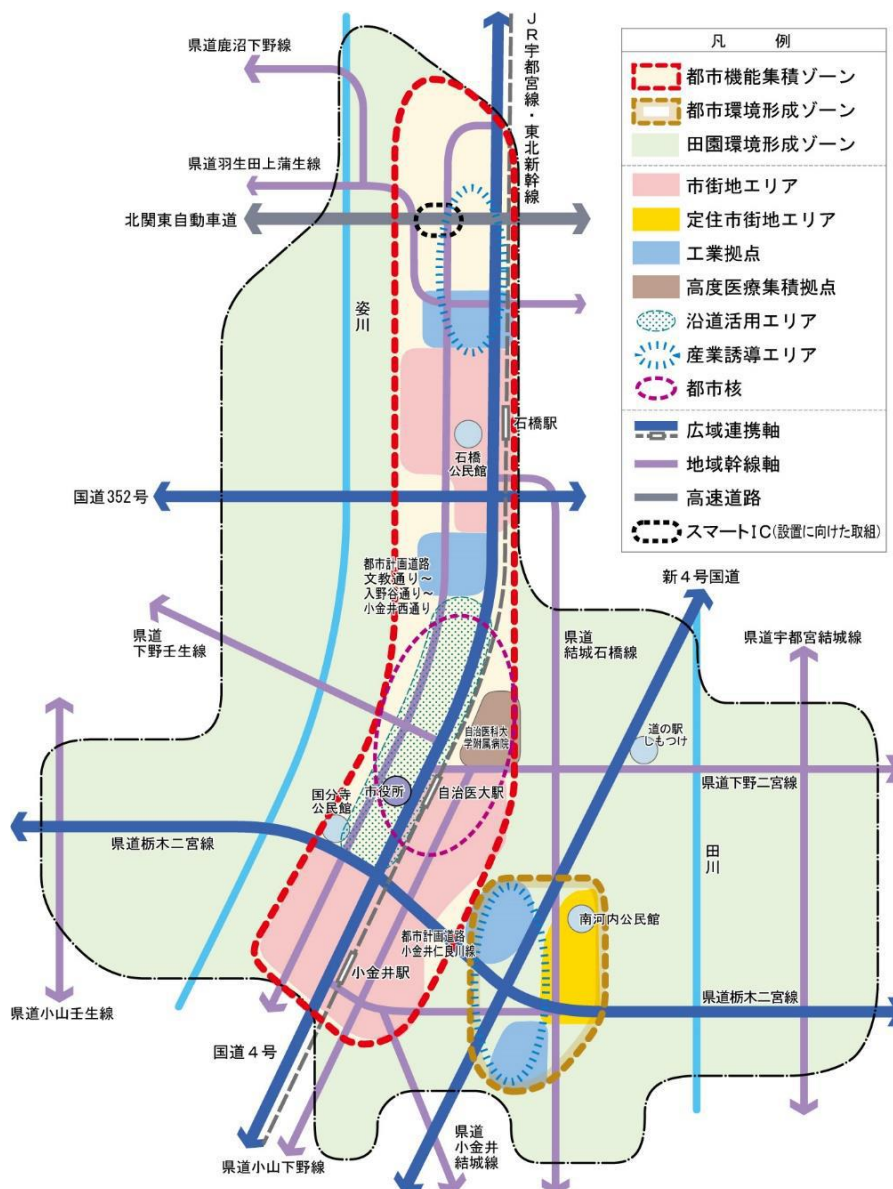 県道鹿沼下野線
県道羽生田上蒲生線
北関東自動車道
JR宇都宮線・東北新幹線
姿川
石橋駅
石橋
公民館
国道352号
都市計画道路
文教通り～
入野谷通り～
小金井西通り
県道
下野壬生線
県道
結城石橋線
新4号国道
県道宇都宮結城線
自治医科大
学附属病院
道の駅
しもつけ
国分寺
公民館
市役所
自治医大駅
県道下野二宮線
県道栃木二宮線
田川
南河内公民館
都市計画道路
小金井仁良川線
小金井駅
県道栃木二宮線
県道小山壬生線
国道4号
県道小山下野線
県道
小金井
結城線
凡　例
都市機能集積ゾーン
都市環境形成ゾーン
田園環境形成ゾーン
市街地エリア
定住市街地エリア
工業拠点
高度医療集積拠点
沿道活用エリア
産業誘導エリア
都市核
広域連携軸
地域幹線軸
高速道路
スマートIC(設置に向けた取組)